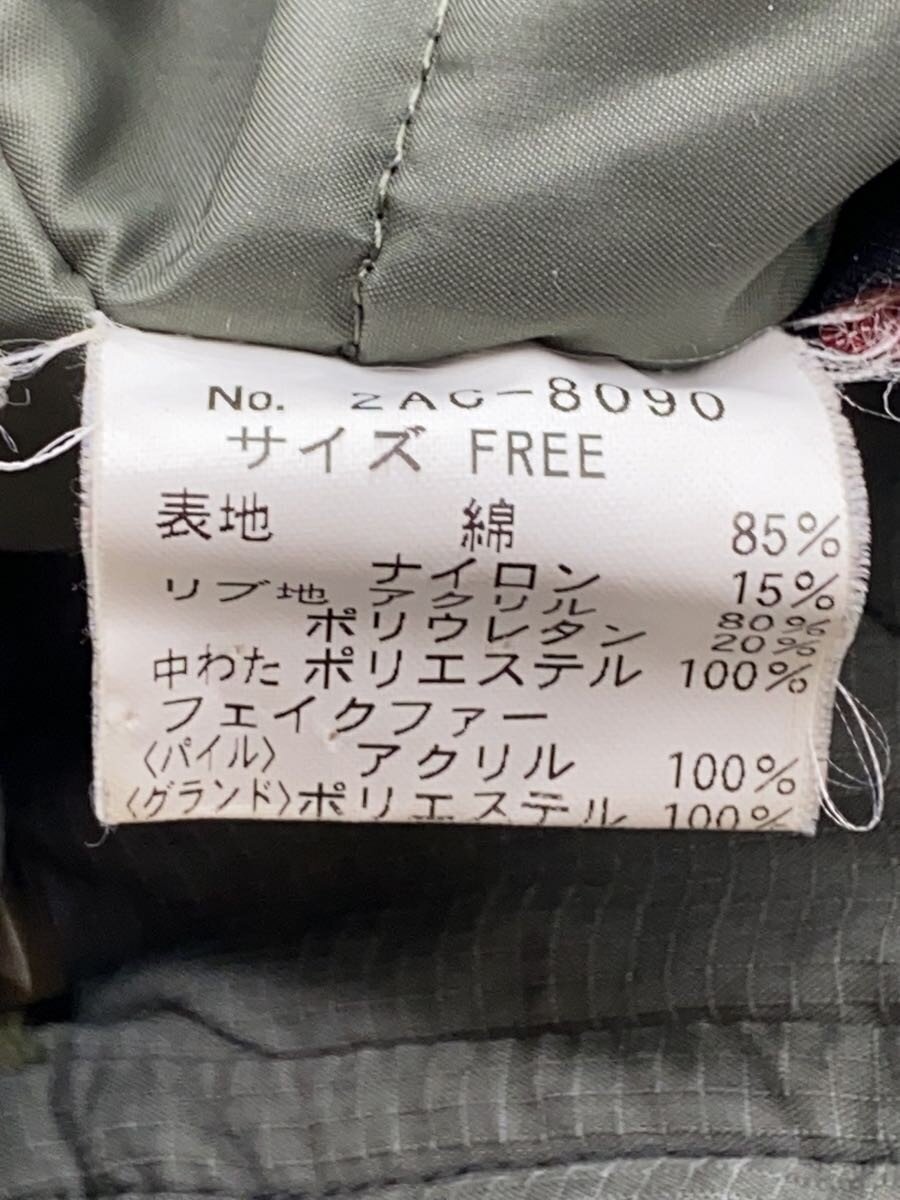 No. 2AC-8090
サイズ FREE
表地 綿 85%
ナイロン 15%
リブ地 アクリル 80%
ポリウレタン 20%
中わた ポリエステル 100%
フェイクファー
〈パイル〉 アクリル 100%
〈グランド〉ポリエステル 100%